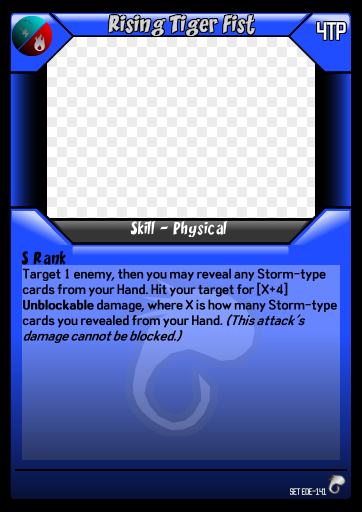 Rising Tiger Fist
4TP
Skill - Physical
S Rank
Target 1 enemy, then you may reveal any Storm-type
cards from your Hand. Hit your target for [X+4]
Unblockable damage, where X is how many Storm-type
cards you revealed from your Hand. (This attack's
damage cannot be blocked.)
SET EOE-141